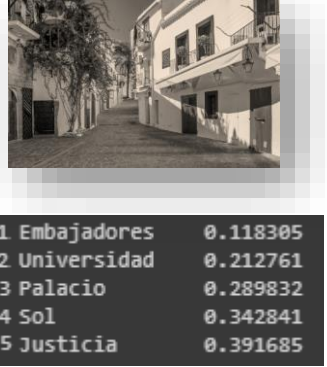 1 Embajadores 0.118305
2 Universidad 0.212761
3 Palacio 0.289832
4 Sol 0.342841
5 Justicia 0.391685